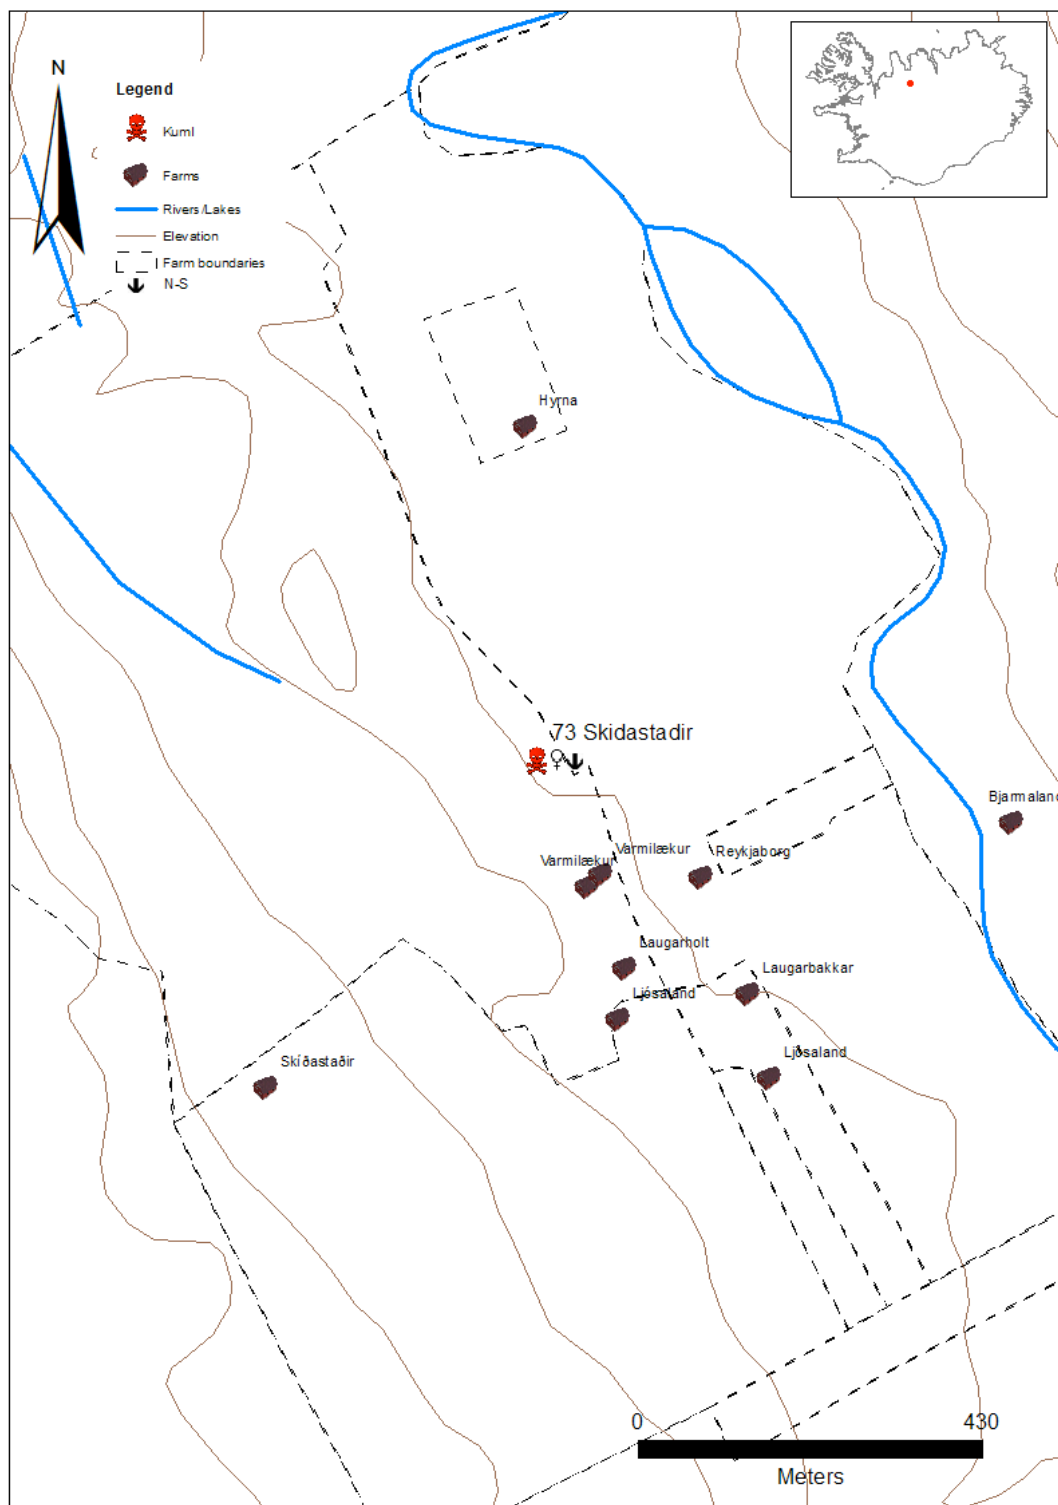 N
Legend
Kuml
Farms
Rivers/Lakes
Elevation
Farm boundaries
N-S
Hyrna
73 Skidastadir
♀
Bjarmaland
Varmilækur
Varmilækur
Reykjaborg
Laugarholt
Laugarbakkar
Ljósaland
Ljósaland
Skíðastaðir
0 430
Meters